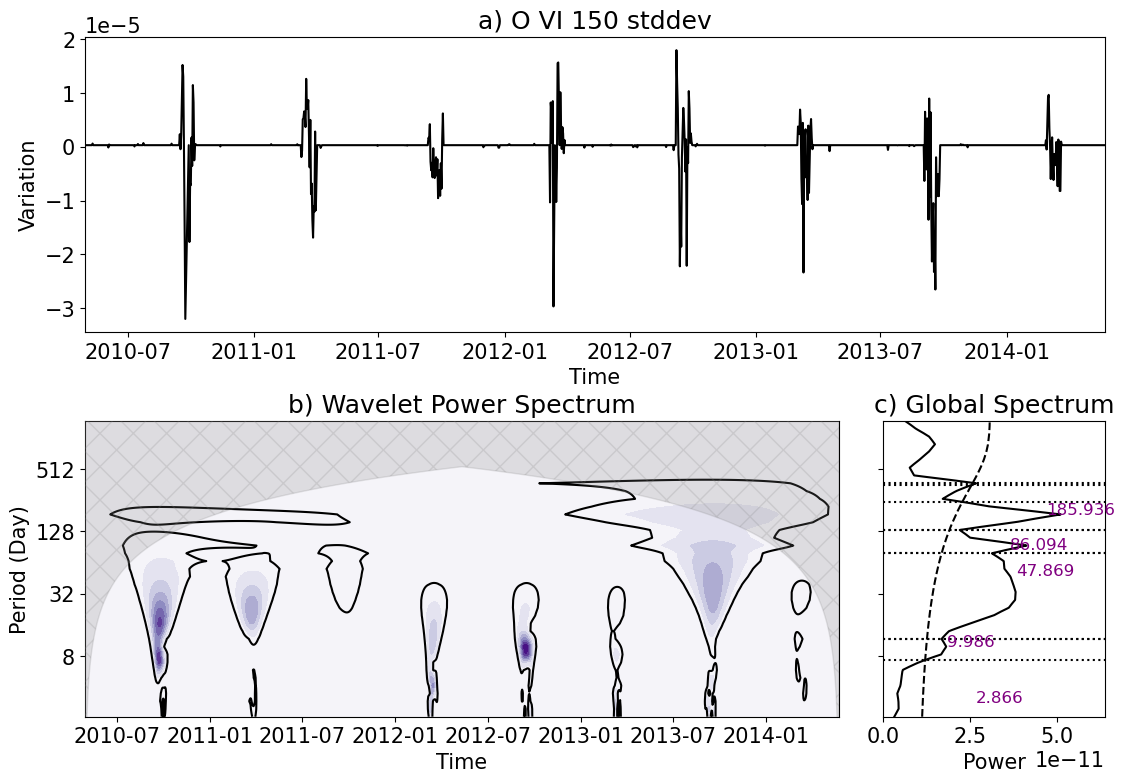 a) O VI 150 stddev
1e−5
2
1
0
−1
−2
−3
Variation
2010-07 2011-01 2011-07 2012-01 2012-07 2013-01 2013-07 2014-01
Time
b) Wavelet Power Spectrum
512
128
32
8
Period (Day)
2010-07 2011-01 2011-07 2012-01 2012-07 2013-01 2013-07 2014-01
Time
c) Global Spectrum
185.936
86.094
47.869
9.986
2.866
0.0 2.5 5.0
Power 1e−11